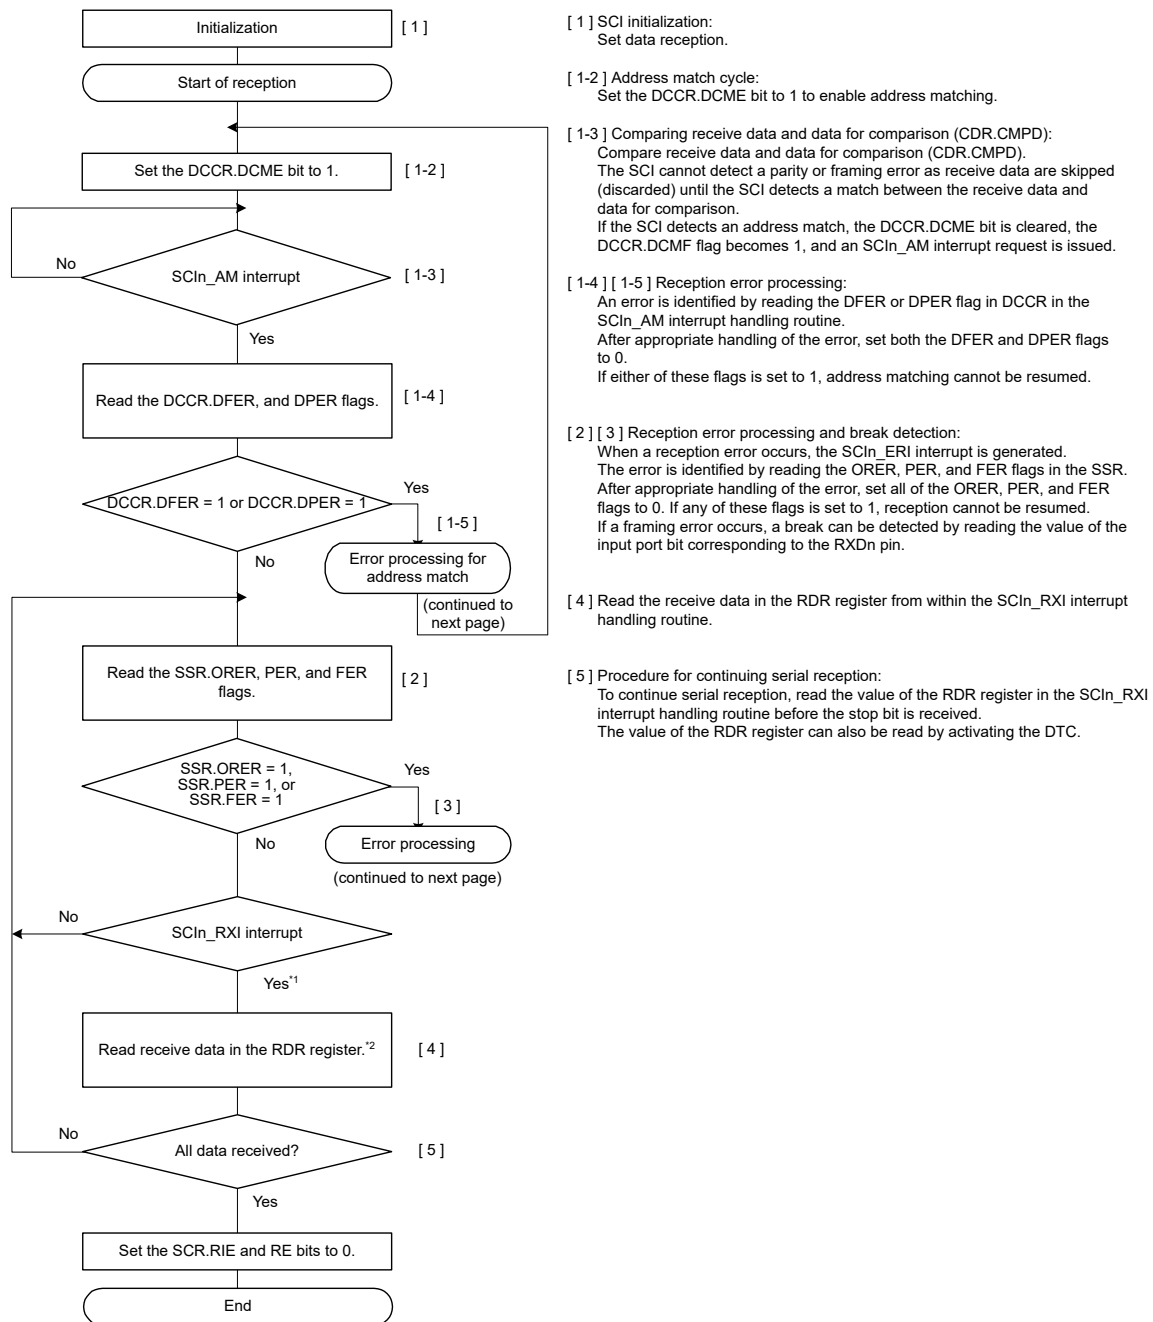 Initialization
[ 1 ]
Start of reception
Set the DCCR.DCME bit to 1.
[ 1-2 ]
No
SCIn_AM interrupt
[ 1-3 ]
Yes
Read the DCCR.DFER, and DPER flags.
[ 1-4 ]
DCCR.DFER = 1 or DCCR.DPER = 1
Yes
[ 1-5 ]
No
Error processing for
address match
(continued to
next page)
Read the SSR.ORER, PER, and FER
flags.
[ 2 ]
SSR.ORER = 1,
SSR.PER = 1, or
SSR.FER = 1
Yes
[ 3 ]
No
Error processing
(continued to next page)
No
SCIn_RXI interrupt
Yes*1
Read receive data in the RDR register.*2
[ 4 ]
No
All data received?
[ 5 ]
Yes
Set the SCR.RIE and RE bits to 0.
End
[ 1 ] SCI initialization:
Set data reception.
[ 1-2 ] Address match cycle:
Set the DCCR.DCME bit to 1 to enable address matching.
[ 1-3 ] Comparing receive data and data for comparison (CDR.CMPD):
Compare receive data and data for comparison (CDR.CMPD).
The SCI cannot detect a parity or framing error as receive data are skipped
(discarded) until the SCI detects a match between the receive data and
data for comparison.
If the SCI detects an address match, the DCCR.DCME bit is cleared, the
DCCR.DCMF flag becomes 1, and an SCIn_AM interrupt request is issued.
[ 1-4 ] [ 1-5 ] Reception error processing:
An error is identified by reading the DFER or DPER flag in DCCR in the
SCIn_AM interrupt handling routine.
After appropriate handling of the error, set both the DFER and DPER flags
to 0.
If either of these flags is set to 1, address matching cannot be resumed.
[ 2 ] [ 3 ] Reception error processing and break detection:
When a reception error occurs, the SCIn_ERI interrupt is generated.
The error is identified by reading the ORER, PER, and FER flags in the SSR.
After appropriate handling of the error, set all of the ORER, PER, and FER
flags to 0. If any of these flags is set to 1, reception cannot be resumed.
If a framing error occurs, a break can be detected by reading the value of the
input port bit corresponding to the RXDn pin.
[ 4 ] Read the receive data in the RDR register from within the SCIn_RXI interrupt
handling routine.
[ 5 ] Procedure for continuing serial reception:
To continue serial reception, read the value of the RDR register in the SCIn_RXI
interrupt handling routine before the stop bit is received.
The value of the RDR register can also be read by activating the DTC.